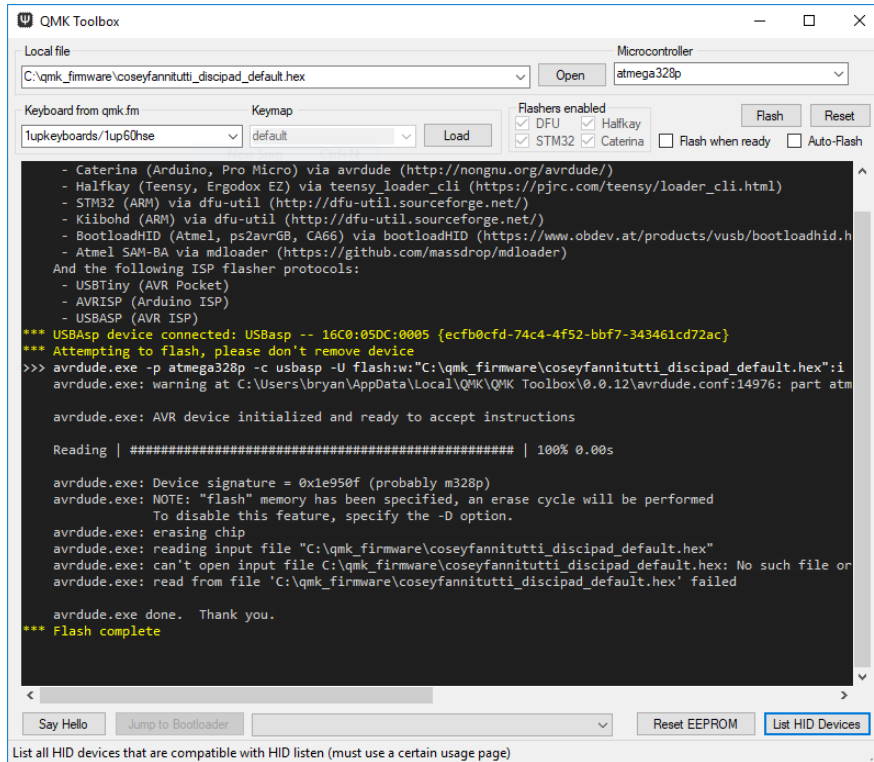 QMK Toolbox
Local file
Microcontroller
C:\qmk_firmware\coseyfannitutti_discipad_default.hex
Open
atmega328p
Keyboard from qmk.fm
Keymap
Flashers enabled
1upkeyboards/1up60hse
default
Load
DFU
Halfkay
STM32
Caterina
Flash when ready
Flash
Reset
Auto-Flash
- Caterina (Arduino, Pro Micro) via avrdude (http://nongnu.org/avrdude/)
- Halfkay (Teensy, Ergodox EZ) via teensy_loader_cli (https://pjrc.com/teensy/loader_cli.html)
- STM32 (ARM) via dfu-util (http://dfu-util.sourceforge.net/)
- Kiibohd (ARM) via dfu-util (http://dfu-util.sourceforge.net/)
- BootloadHID (Atmel, ps2avrGB, CA66) via bootloadHID (https://www.obdev.at/products/vusb/bootloadhid.h
- Atmel SAM-BA via mdloader (https://github.com/massdrop/mdloader)
And the following ISP flasher protocols:
- USBTiny (AVR Pocket)
- AVRISP (Arduino ISP)
- USBASP (AVR ISP)
*** USBAsp device connected: USBasp -- 16C0:05DC:0005 {ecfb0cfd-74c4-4f52-bbf7-343461cd72ac}
*** Attempting to flash, please don't remove device
>>> avrdude.exe -p atmega328p -c usbasp -U flash:w:"C:\qmk_firmware\coseyfannitutti_discipad_default.hex":i
avrdude.exe: warning at C:\Users\bryan\AppData\Local\QMK\QMK Toolbox\0.0.12\avrdude.conf:14976: part atm
avrdude.exe: AVR device initialized and ready to accept instructions
Reading | ################################################## | 100% 0.00s
avrdude.exe: Device signature = 0x1e950f (probably m328p)
avrdude.exe: NOTE: "flash" memory has been specified, an erase cycle will be performed
To disable this feature, specify the -D option.
avrdude.exe: erasing chip
avrdude.exe: reading input file "C:\qmk_firmware\coseyfannitutti_discipad_default.hex"
avrdude.exe: can't open input file C:\qmk_firmware\coseyfannitutti_discipad_default.hex: No such file or
avrdude.exe: read from file 'C:\qmk_firmware\coseyfannitutti_discipad_default.hex' failed
avrdude.exe done.  Thank you.
*** Flash complete
Say Hello
Jump to Bootloader
Reset EEPROM
List HID Devices
List all HID devices that are compatible with HID listen (must use a certain usage page)